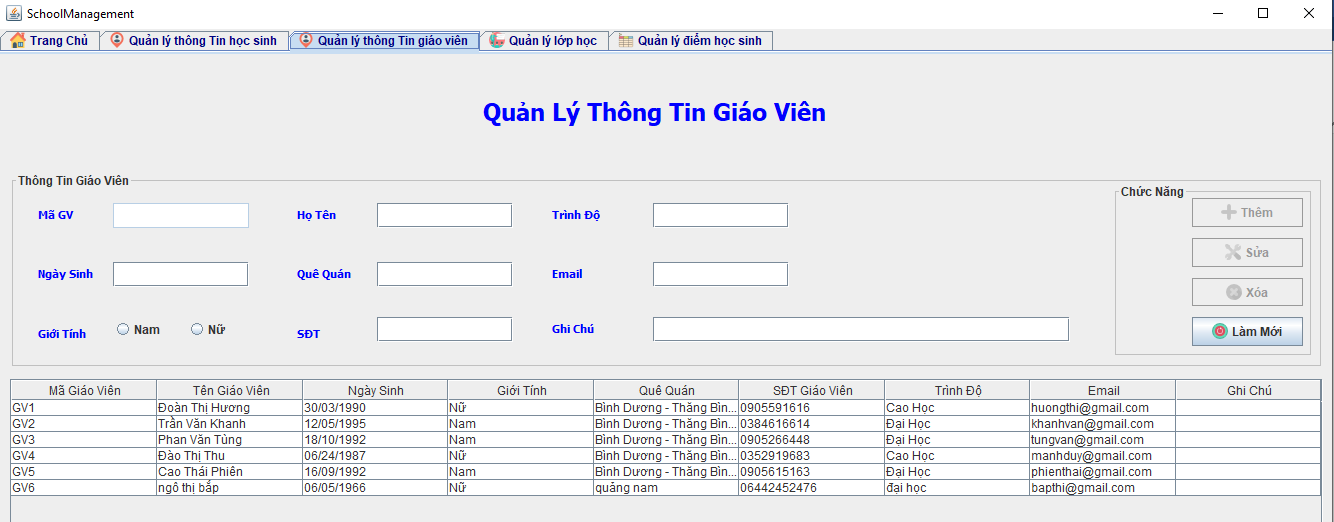 SchoolManagement
Trang Chủ Quản lý thông Tin học sinh Quản lý thông Tin giáo viên Quản lý lớp học Quản lý điểm học sinh
Quản Lý Thông Tin Giáo Viên
Thông Tin Giáo Viên
Chức Năng
Mã GV Họ Tên Trình Độ Thêm
Sửa
Ngày Sinh Quê Quán Email
Xóa
Giới Tính Nam Nữ SĐT Ghi Chú Làm Mới
Mã Giáo Viên Tên Giáo Viên Ngày Sinh Giới Tính Quê Quán SĐT Giáo Viên Trình Độ Email Ghi Chú
GV1 Đoàn Thị Hương 30/03/1990 Nữ Bình Dương - Thăng Bìn... 0905591616 Cao Học huongthi@gmail.com
GV2 Trần Văn Khanh 12/05/1995 Nam Bình Dương - Thăng Bìn... 0384616614 Đại Học khanhvan@gmail.com
GV3 Phan Văn Tùng 18/10/1992 Nam Bình Dương - Thăng Bìn... 0905266448 Đại Học tungvan@gmail.com
GV4 Đào Thị Thu 06/24/1987 Nữ Bình Dương - Thăng Bìn... 0352919683 Cao Học manhduy@gmail.com
GV5 Cao Thái Phiên 16/09/1992 Nam Bình Dương - Thăng Bìn... 0905615163 Đại Học phienthai@gmail.com
GV6 ngô thị bắp 06/05/1966 Nữ quảng nam 06442452476 đại học bapthi@gmail.com